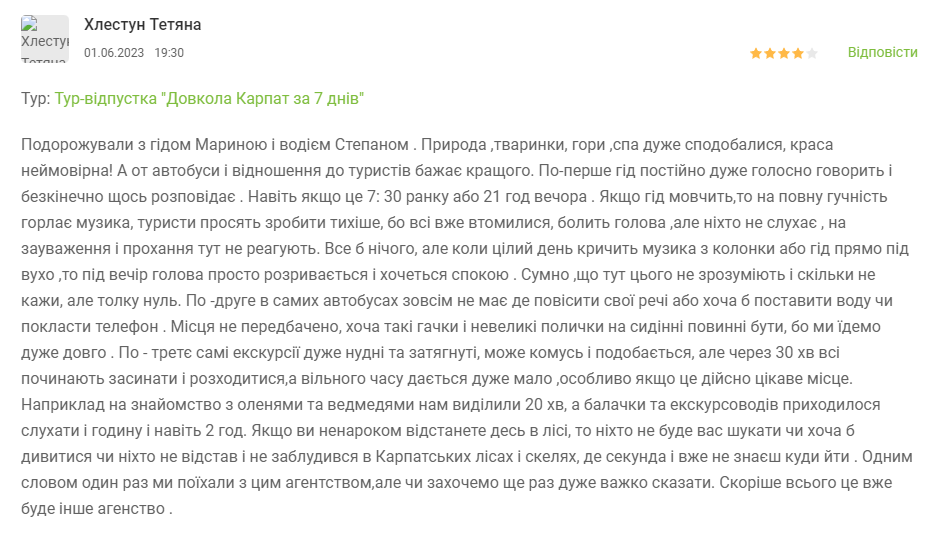 Хлестун Тетяна
Хлестун
Тетяна
01.06.2023 19:30
Відповісти
Тур: Тур-відпустка "Довкола Карпат за 7 днів"
Подорожували з гідом Мариною і водієм Степаном . Природа ,тваринки, гори ,спа дуже сподобалися, краса
неймовірна! А от автобуси і відношення до туристів бажає кращого. По-перше гід постійно дуже голосно говорить і
безкінечно щось розповідає . Навіть якщо це 7: 30 ранку або 21 год вечора . Якщо гід мовчить,то на повну гучність
горлає музика, туристи просять зробити тихіше, бо всі вже втомилися, болить голова ,але ніхто не слухає , на
зауваження і прохання тут не реагують. Все б нічого, але коли цілий день кричить музика з колонки або гід прямо під
вухо ,то під вечір голова просто розривається і хочеться спокою . Сумно ,що тут цього не зрозуміють і скільки не
кажи, але толку нуль. По -друге в самих автобусах зовсім не має де повісити свої речі або хоча б поставити воду чи
покласти телефон . Місця не передбачено, хоча такі гачки і невеликі полички на сидінні повинні бути, бо ми їдемо
дуже довго . По - третє самі екскурсії дуже нудні та затягнуті, може комусь і подобається, але через 30 хв всі
починають засинати і розходитися,а вільного часу дається дуже мало ,особливо якщо це дійсно цікаве місце.
Наприклад на знайомство з оленями та ведмедями нам виділили 20 хв, а балачки та екскурсоводів приходилося
слухати і годину і навіть 2 год. Якщо ви ненароком відстанете десь в лісі, то ніхто не буде вас шукати чи хоча б
дивитися чи ніхто не відстав і не заблудився в Карпатських лісах і скелях, де секунда і вже не знаєш куди йти . Одним
словом один раз ми поїхали з цим агентством,але чи захочемо ще раз дуже важко сказати. Скоріше всього це вже
буде інше агенство .